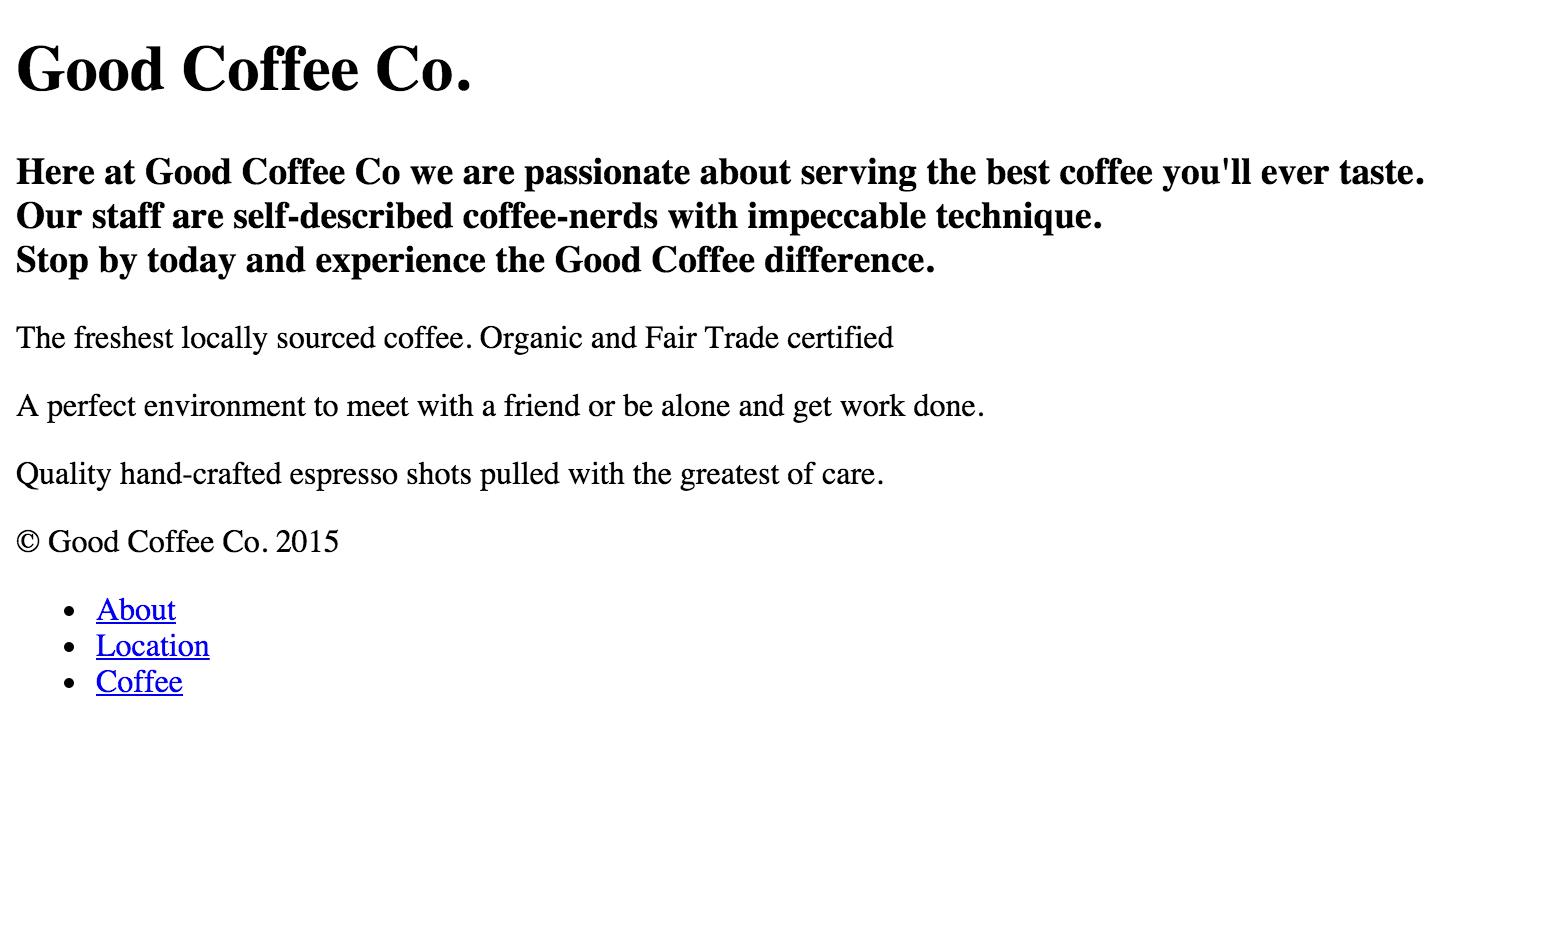 Good Coffee Co.
Here at Good Coffee Co we are passionate about serving the best coffee you'll ever taste.
Our staff are self-described coffee-nerds with impeccable technique.
Stop by today and experience the Good Coffee difference.
The freshest locally sourced coffee. Organic and Fair Trade certified
A perfect environment to meet with a friend or be alone and get work done.
Quality hand-crafted espresso shots pulled with the greatest of care.
© Good Coffee Co. 2015
• About
• Location
• Coffee